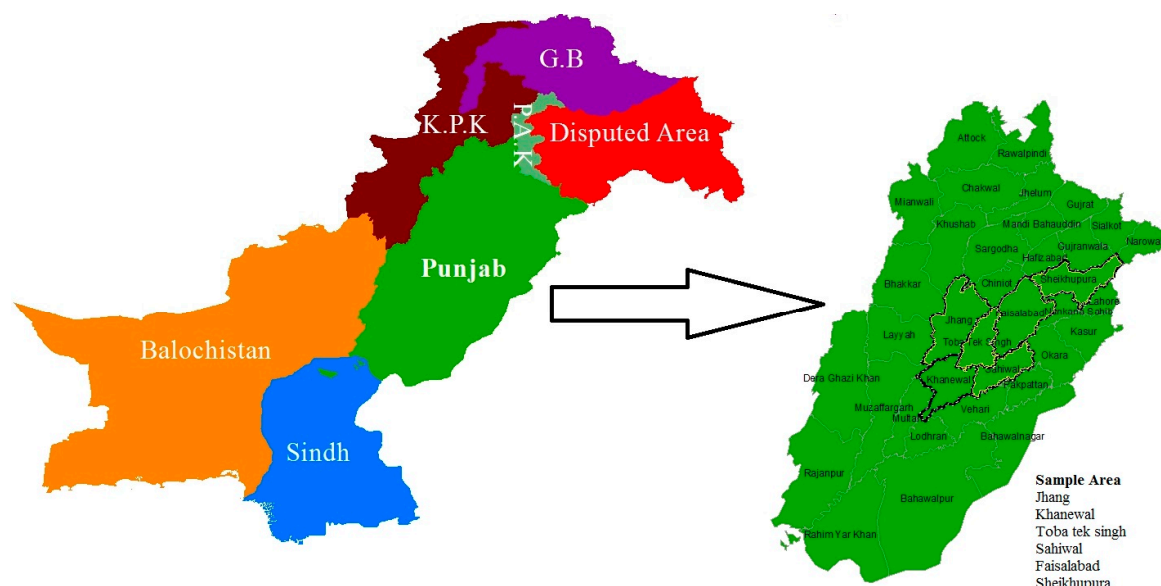 G.B
K.P.K
P.A.K
Disputed Area
Punjab
Balochistan
Sindh
Attock
Rawalpindi
Chakwal
Jhelum
Mianwali
Gujrat
Khushab
Mandi Bahauddin
Sialkot
Sargodha
Gujranwala
Narowal
Hafizabad
Bhakkar
Chiniot
Sheikhupura
Lahore
Jhang
Faisalabad
Nankana Sahib
Layyah
Toba Tek Singh
Kasur
Okara
Dera Ghazi Khan
Khanewal
Sahiwal
Pakpattan
Muzaffargarh
Multan
Vehari
Lodhran
Bahawalnagar
Rajanpur
Bahawalpur
Rahim Yar Khan
Sample Area
Jhang
Khanewal
Toba tek singh
Sahiwal
Faisalabad
Sheikhupura